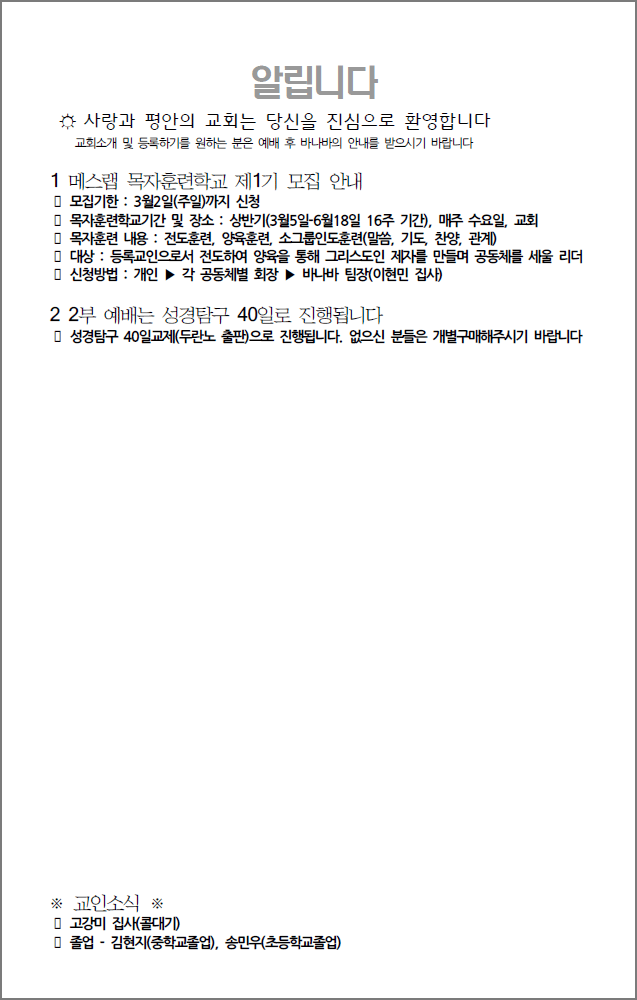 알립니다
☼ 사랑과 평안의 교회는 당신을 진심으로 환영합니다
교회소개 및 등록하기를 원하는 분은 예배 후 바나바의 안내를 받으시기 바랍니다
1 메스랩 목자훈련학교 제1기 모집 안내
▯ 모집기한 : 3월2일(주일)까지 신청
▯ 목자훈련학교기간 및 장소 : 상반기(3월5일-6월18일 16주 기간), 매주 수요일, 교회
▯ 목자훈련 내용 : 전도훈련, 양육훈련, 소그룹인도훈련(말씀, 기도, 찬양, 관계)
▯ 대상 : 등록교인으로서 전도하여 양육을 통해 그리스도인 제자를 만들며 공동체를 세울 리더
▯ 신청방법 : 개인 ▶ 각 공동체별 회장 ▶ 바나바 팀장(이현민 집사)
2 2부 예배는 성경탐구 40일로 진행됩니다
▯ 성경탐구 40일교제(두란노 출판)으로 진행됩니다. 없으신 분들은 개별구매해주시기 바랍니다
※ 교인소식 ※
▯ 고강미 집사(콜대기)
▯ 졸업 - 김현지(중학교졸업), 송민우(초등학교졸업)